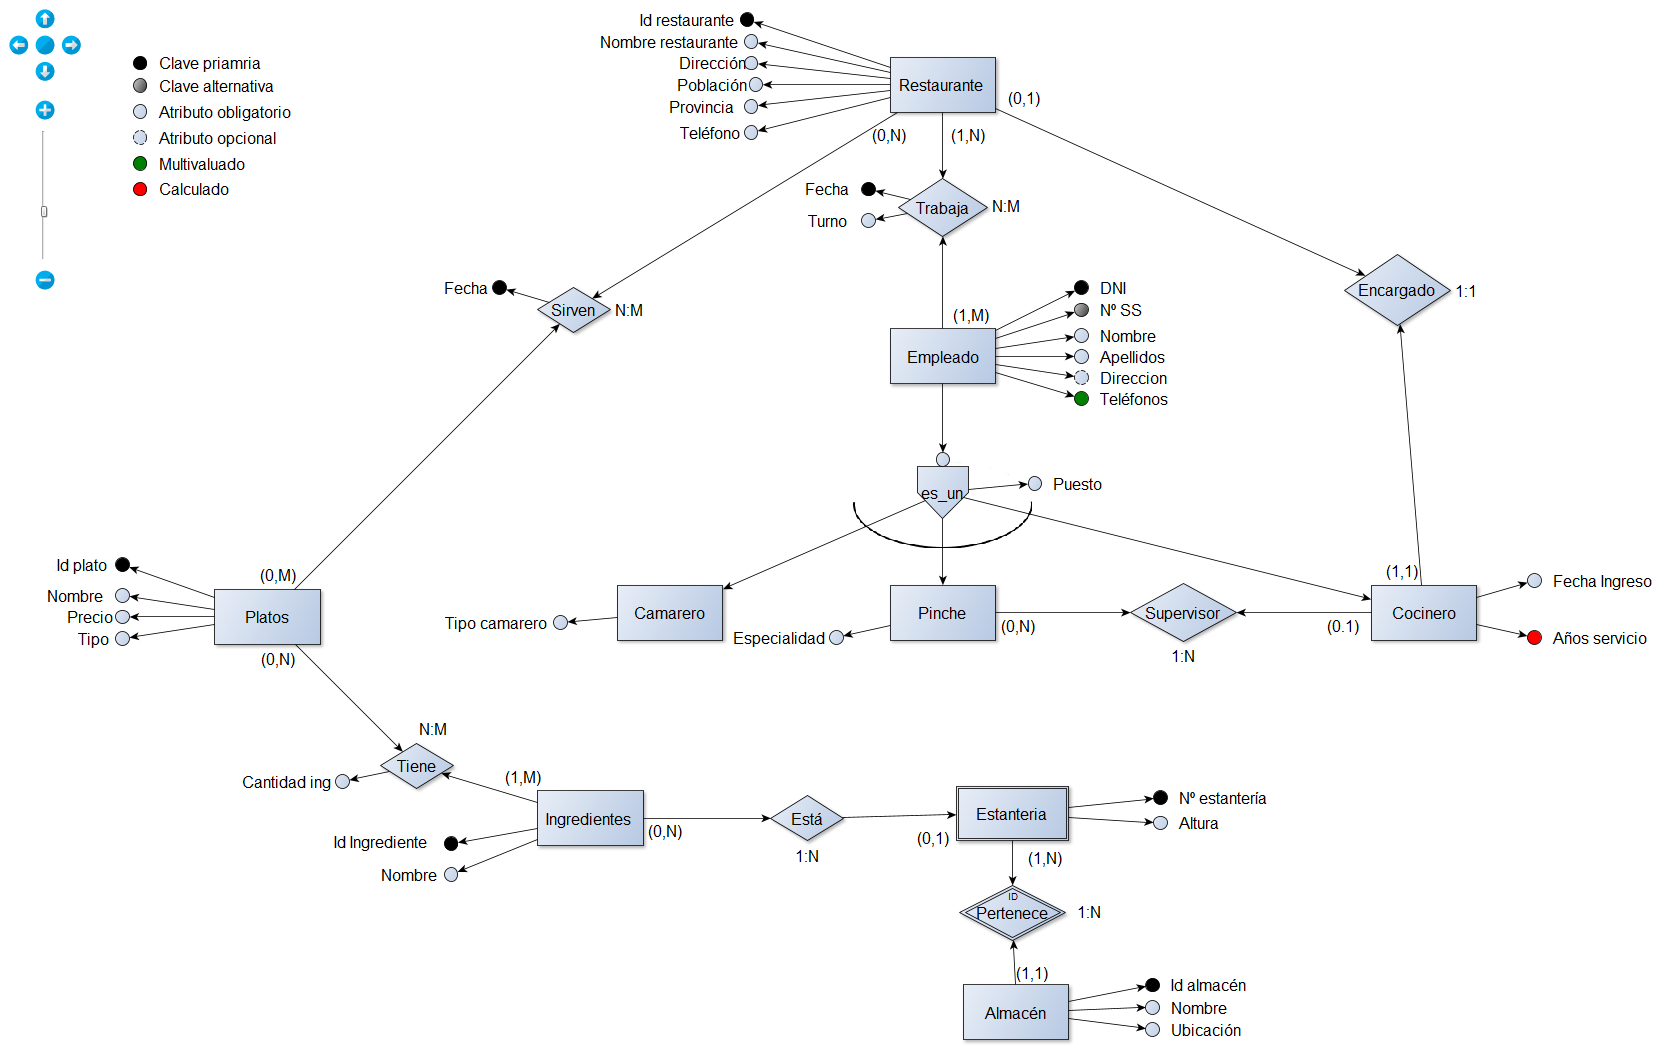 Clave priamria
Clave alternativa
Atributo obligatorio
Atributo opcional
Multivaluado
Calculado
Id restaurante
Nombre restaurante
Dirección
Población
Provincia
Teléfono
Restaurante
(0,1)
(0,N)
(1,N)
Fecha
Turno
Trabaja
N:M
Fecha
Sirven
N:M
Encargado
1:1
(1,M)
Empleado
DNI
Nº SS
Nombre
Apellidos
Direccion
Teléfonos
es_un
Puesto
Id plato
Nombre
Precio
Tipo
(0,M)
Platos
(0,N)
Tipo camarero
Camarero
Especialidad
Pinche
(0,N)
Supervisor
1:N
(0.1)
(1,1)
Cocinero
Fecha Ingreso
Años servicio
N:M
Tiene
Cantidad ing
(1,M)
Ingredientes
(0,N)
Id Ingrediente
Nombre
Está
1:N
Estanteria
(0,1)
(1,N)
Nº estantería
Altura
ID
Pertenece
1:N
(1,1)
Almacén
Id almacén
Nombre
Ubicación